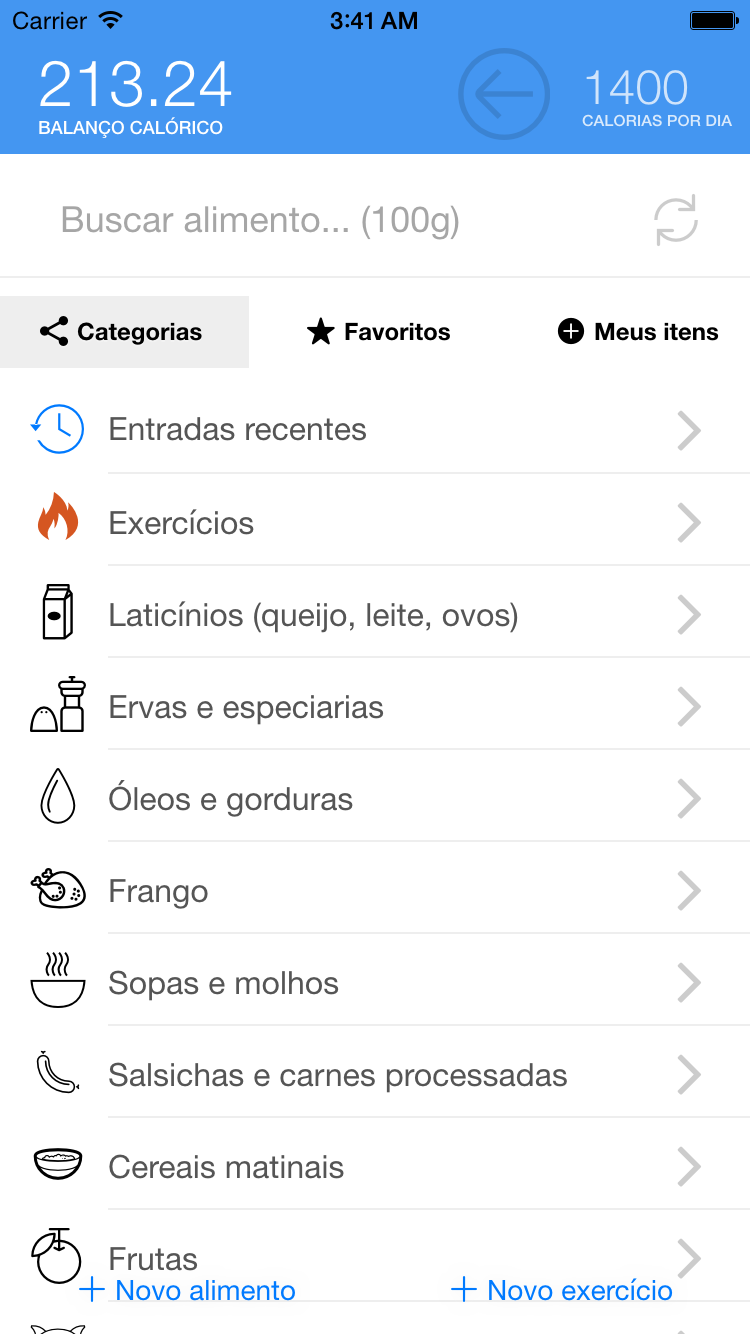 Carrier 3:41 AM
213.24 1400
BALANÇO CALÓRICO CALORIAS POR DIA
Buscar alimento... (100g)
Categorias Favoritos Meus itens
Entradas recentes
Exercícios
Laticínios (queijo, leite, ovos)
Ervas e especiarias
Óleos e gorduras
Frango
Sopas e molhos
Salsichas e carnes processadas
Cereais matinais
Frutas
Novo alimento Novo exercício